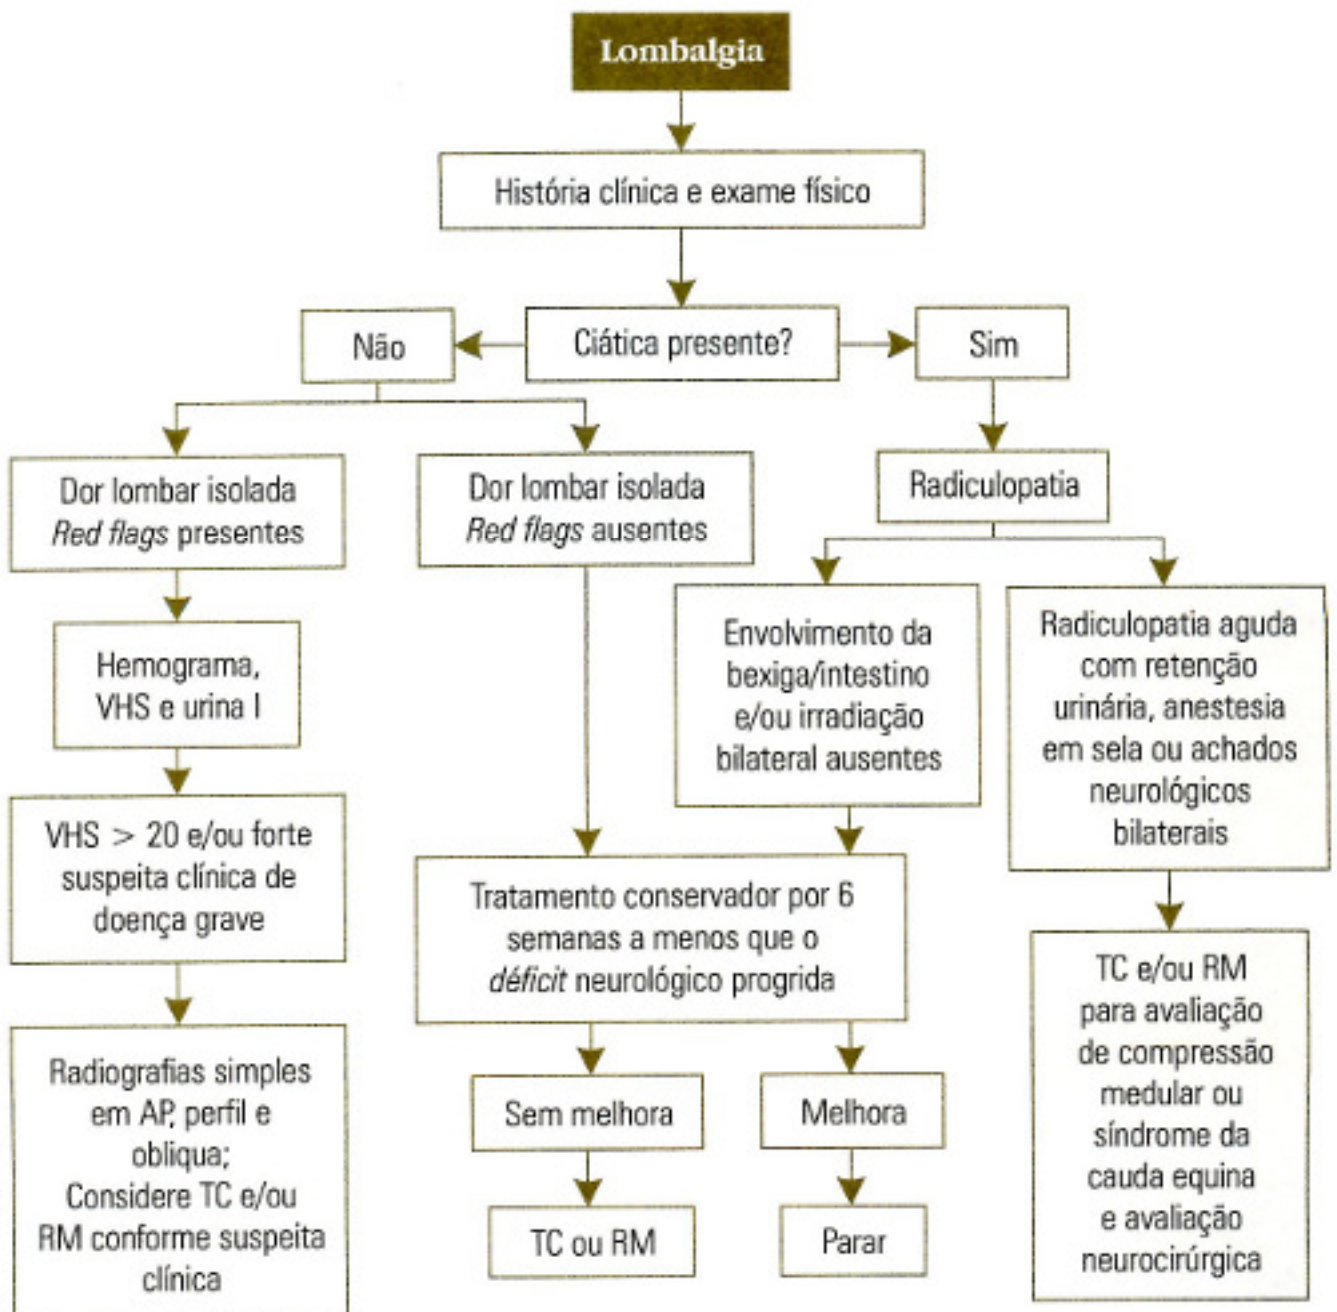 Lombalgia
História clínica e exame físico
Não
Ciática presente?
Sim
Dor lombar isolada
Red flags presentes
Dor lombar isolada
Red flags ausentes
Radiculopatia
Hemograma,
VHS e urina I
Envolvimento da
bexiga/intestino
e/ou irradiação
bilateral ausentes
Radiculopatia aguda
com retenção
urinária, anestesia
em sela ou achados
neurológicos
bilaterais
VHS > 20 e/ou forte
suspeita clínica de
doença grave
Tratamento conservador por 6
semanas a menos que o
déficit neurológico progrida
TC e/ou RM
para avaliação
de compressão
medular ou
síndrome da
cauda equina
e avaliação
neurocirúrgica
Radiografias simples
em AP, perfil e
obliqua;
Considere TC e/ou
RM conforme suspeita
clínica
Sem melhora
Melhora
TC ou RM
Parar